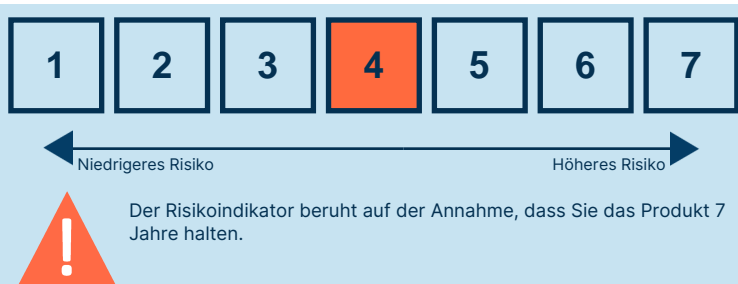 1 2 3 4 5 6 7
Niedrigeres Risiko Höheres Risiko
! Der Risikoindikator beruht auf der Annahme, dass Sie das Produkt 7
Jahre halten.